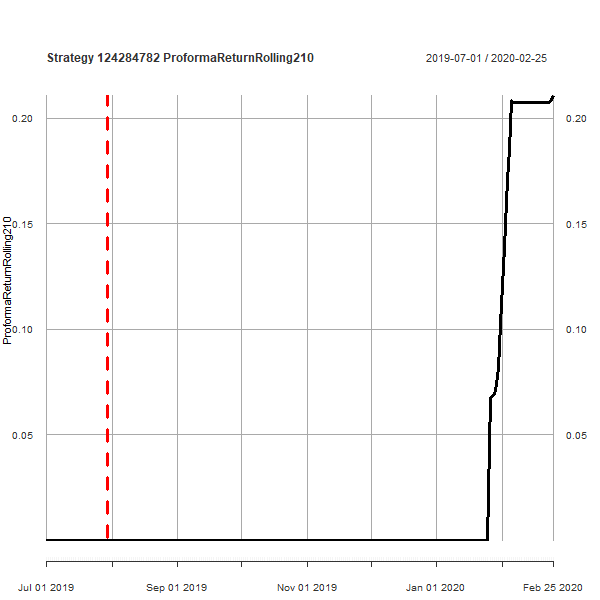 Strategy 124284782 ProformaReturnRolling210
2019-07-01 / 2020-02-25
ProformaReturnRolling210
0.20
0.20
0.15
0.15
0.10
0.10
0.05
0.05
Jul 01 2019
Sep 01 2019
Nov 01 2019
Jan 01 2020
Feb 25 2020